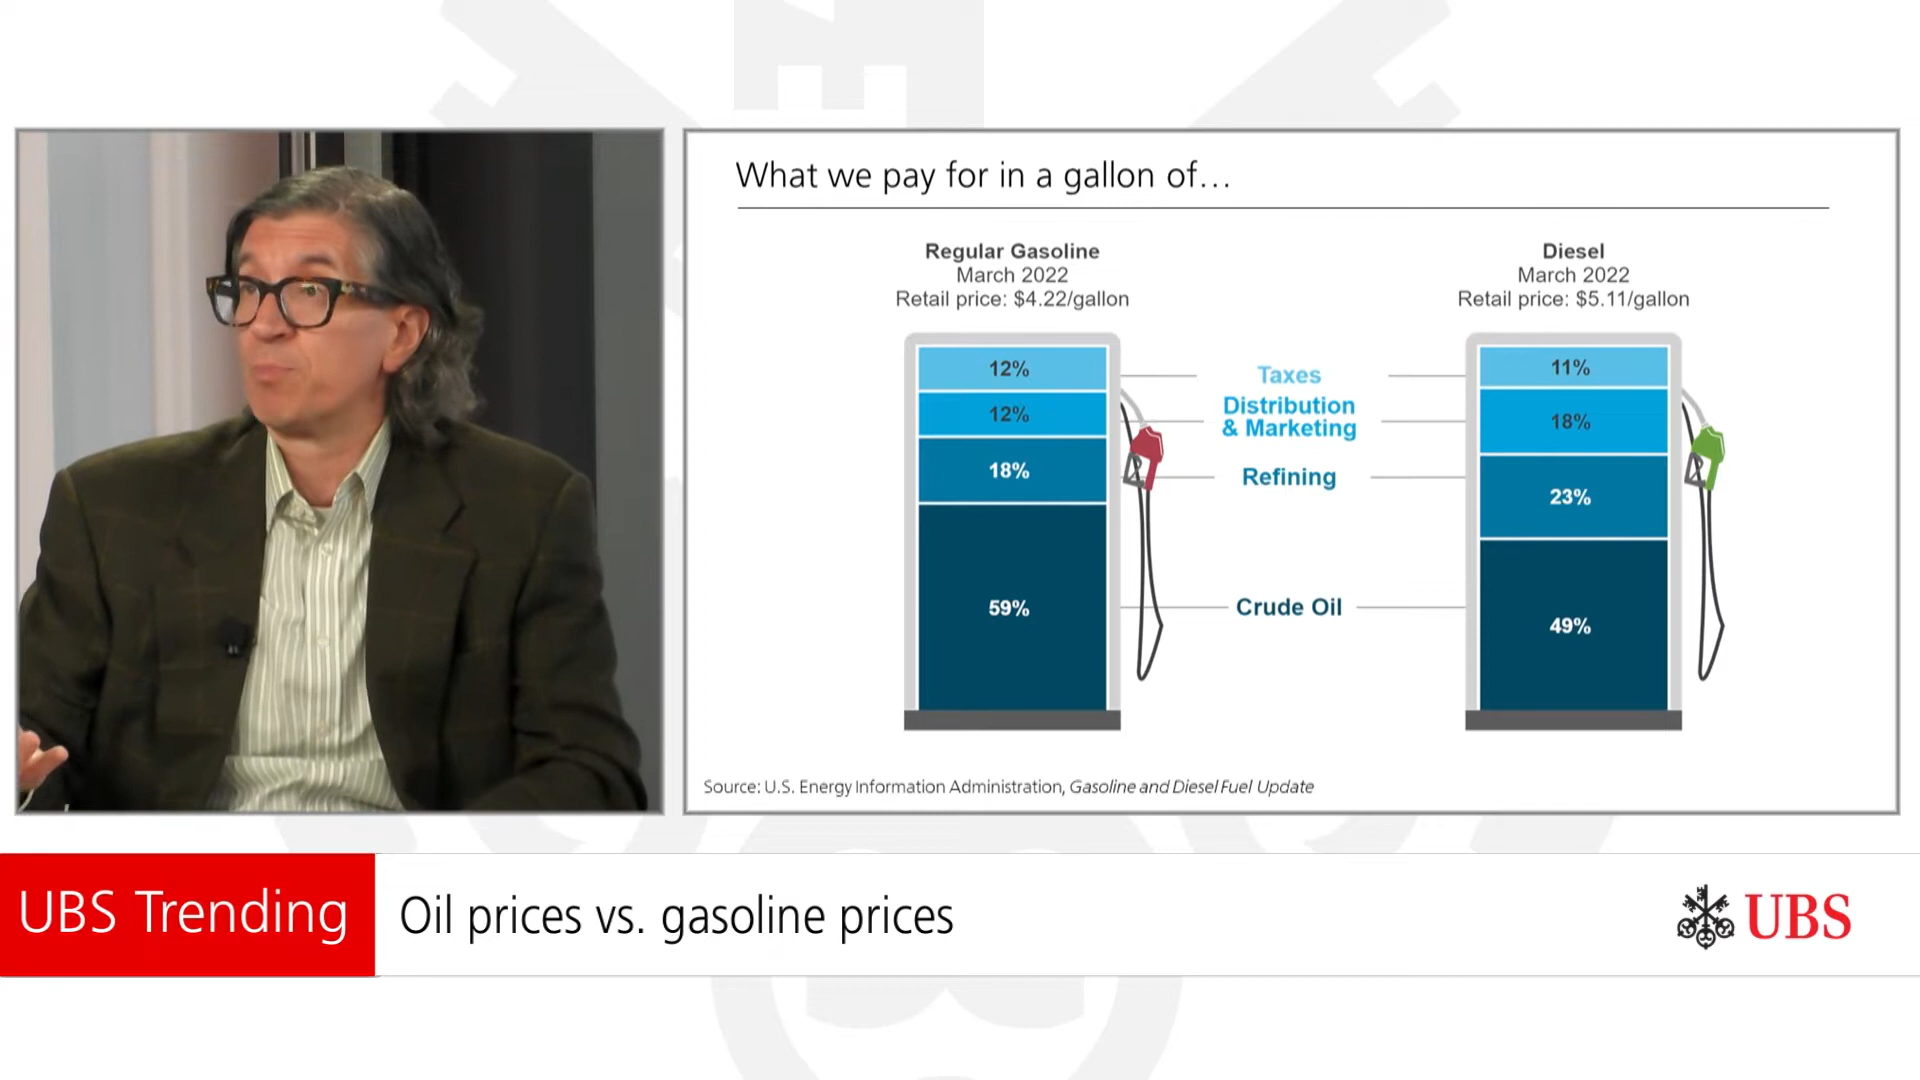 What we pay for in a gallon of…
Regular Gasoline
March 2022
Retail price: $4.22/gallon
Diesel
March 2022
Retail price: $5.11/gallon
12%
12%
18%
59%
Taxes
Distribution
& Marketing
Refining
Crude Oil
11%
18%
23%
49%
Source: U.S. Energy Information Administration, Gasoline and Diesel Fuel Update
UBS Trending
Oil prices vs. gasoline prices
UBS